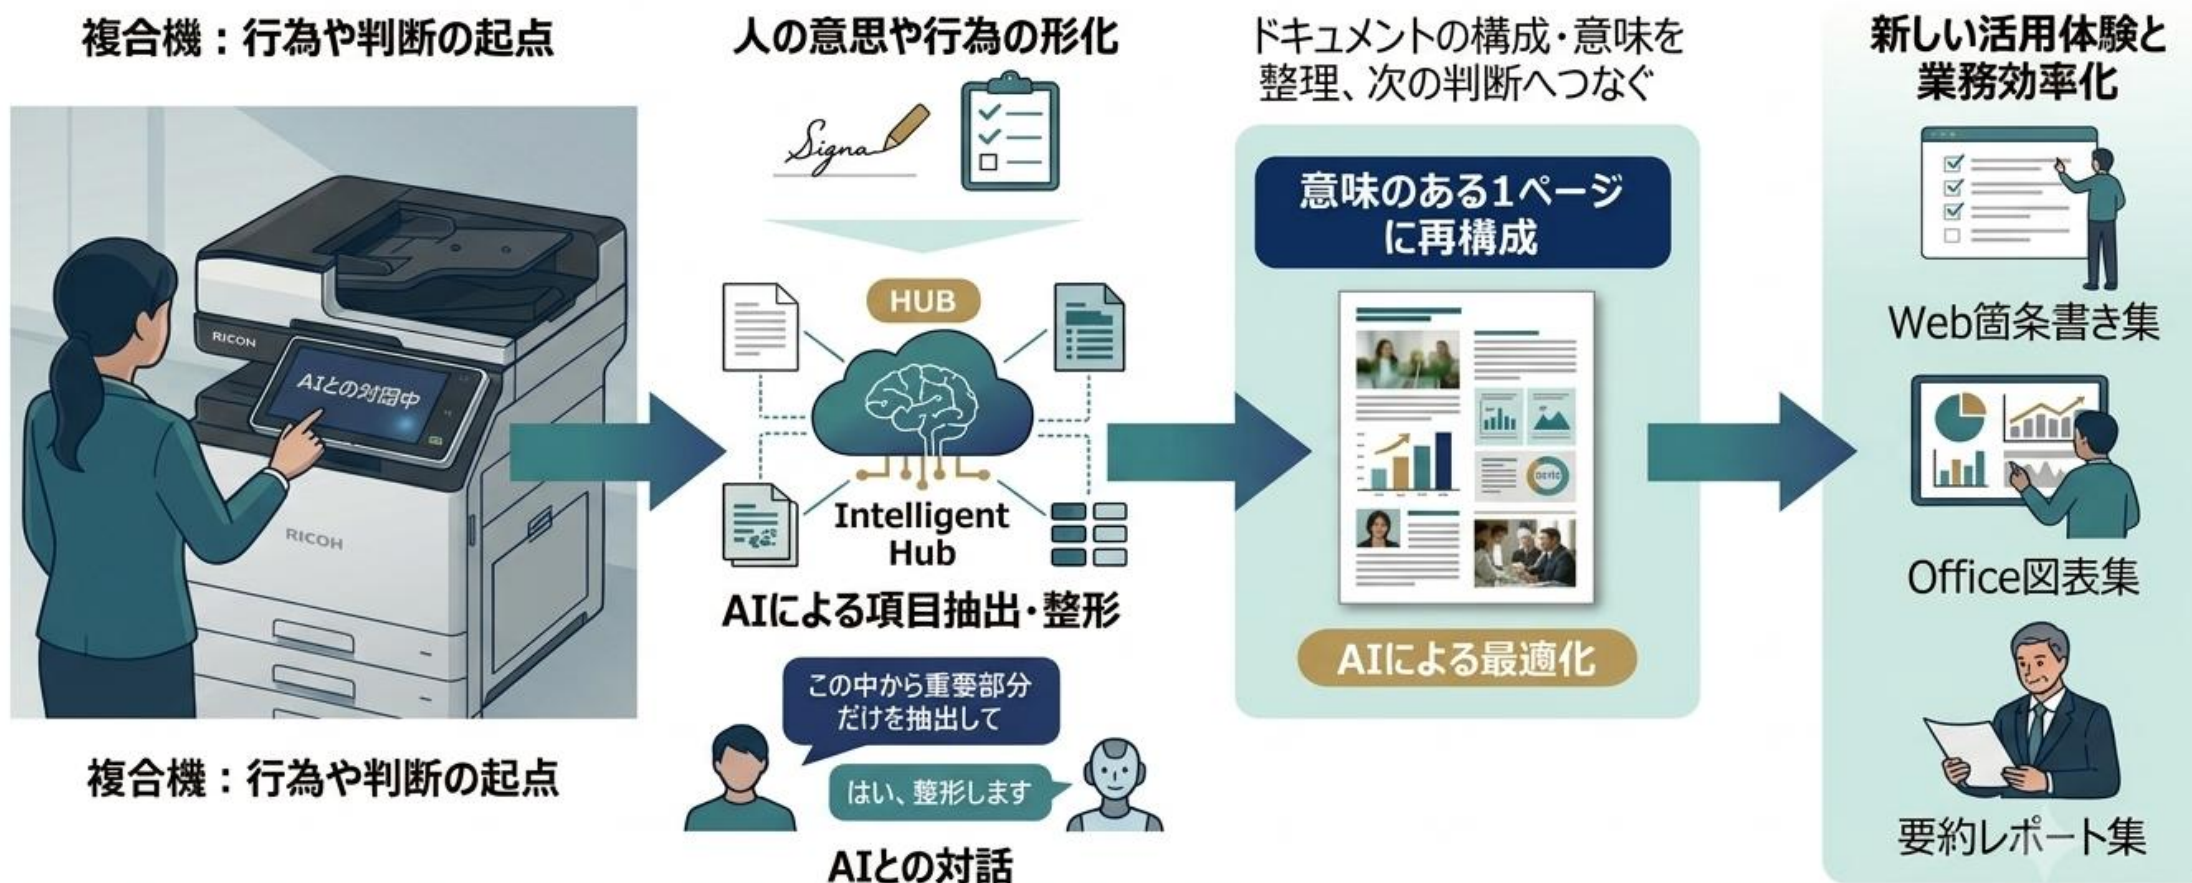 複合機：行為や判断の起点
RICON
AIとの対
中
RICOH
複合機：行為や判断の起点
人の意思や行為の形化
Signa
HUB
Intelligent
Hub
AIによる項目抽出・整形
この中から重要部分
だけを抽出して
はい、整形します
AIとの対話
ドキュメントの構成・意味を
整理、次の判断へつなぐ
意味のある1ページ
に再構成
AIによる最適化
新しい活用体験と
業務効率化
Web箇条書き集
Office図表集
要約レポート集